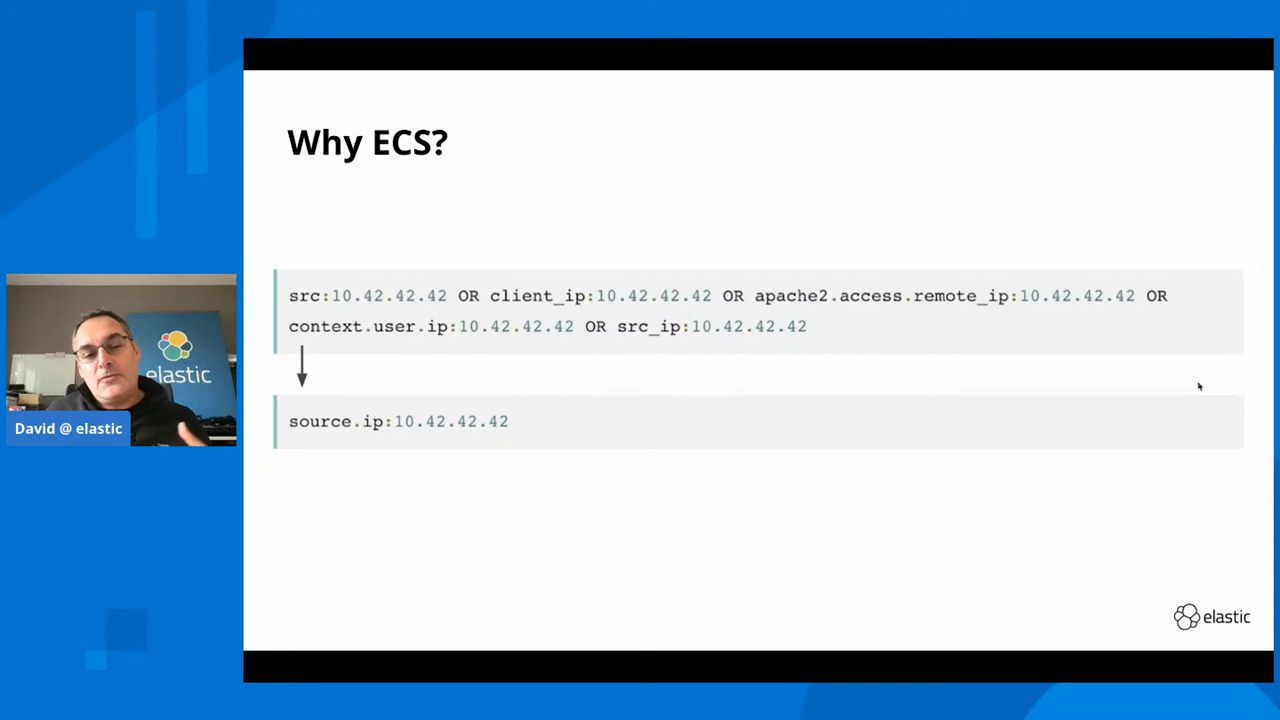 Why ECS?
src:10.42.42.42 OR client_ip:10.42.42.42 OR apache2.access.remote_ip:10.42.42.42 OR
context.user.ip:10.42.42.42 OR src_ip:10.42.42.42
source.ip:10.42.42.42
elastic
David @ elastic
elastic